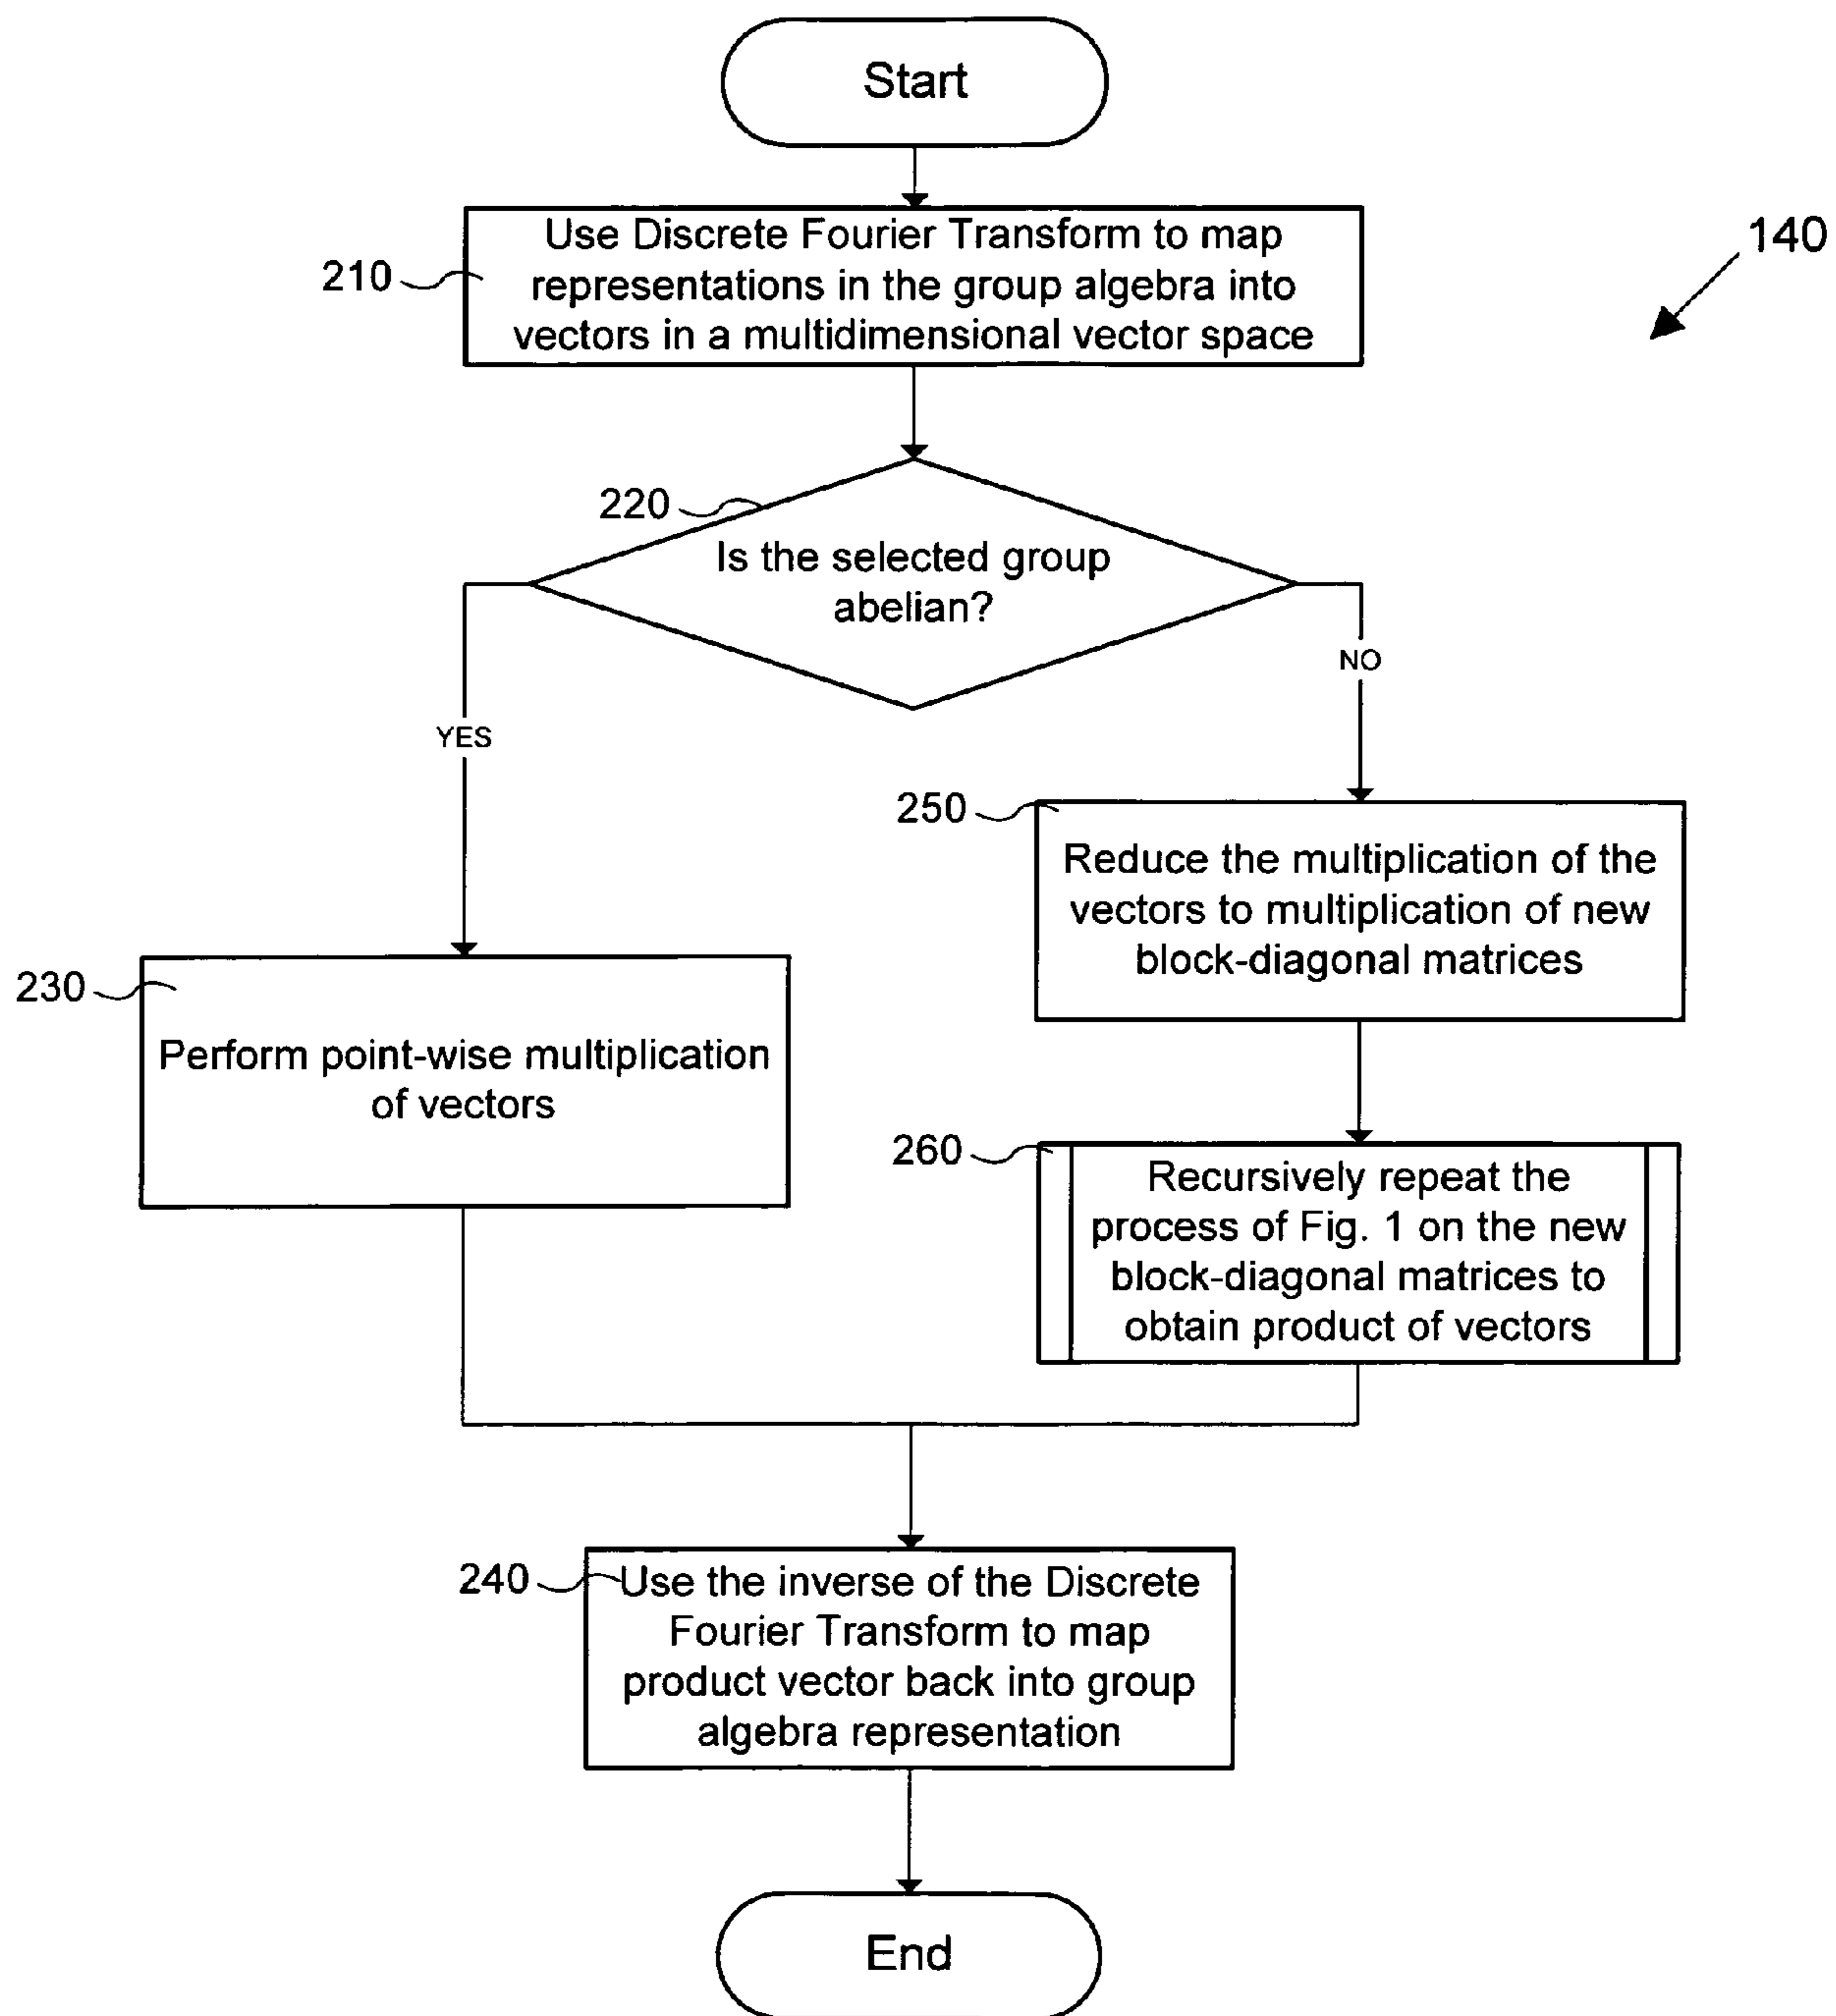 Start
140
210
Use Discrete Fourier Transform to map
representations in the group algebra into
vectors in a multidimensional vector space
220
Is the selected group
abelian?
YES
NO
230
Perform point-wise multiplication
of vectors
250
Reduce the multiplication of the
vectors to multiplication of new
block-diagonal matrices
260
Recursively repeat the
process of Fig. 1 on the new
block-diagonal matrices to
obtain product of vectors
240
Use the inverse of the Discrete
Fourier Transform to map
product vector back into group
algebra representation
End